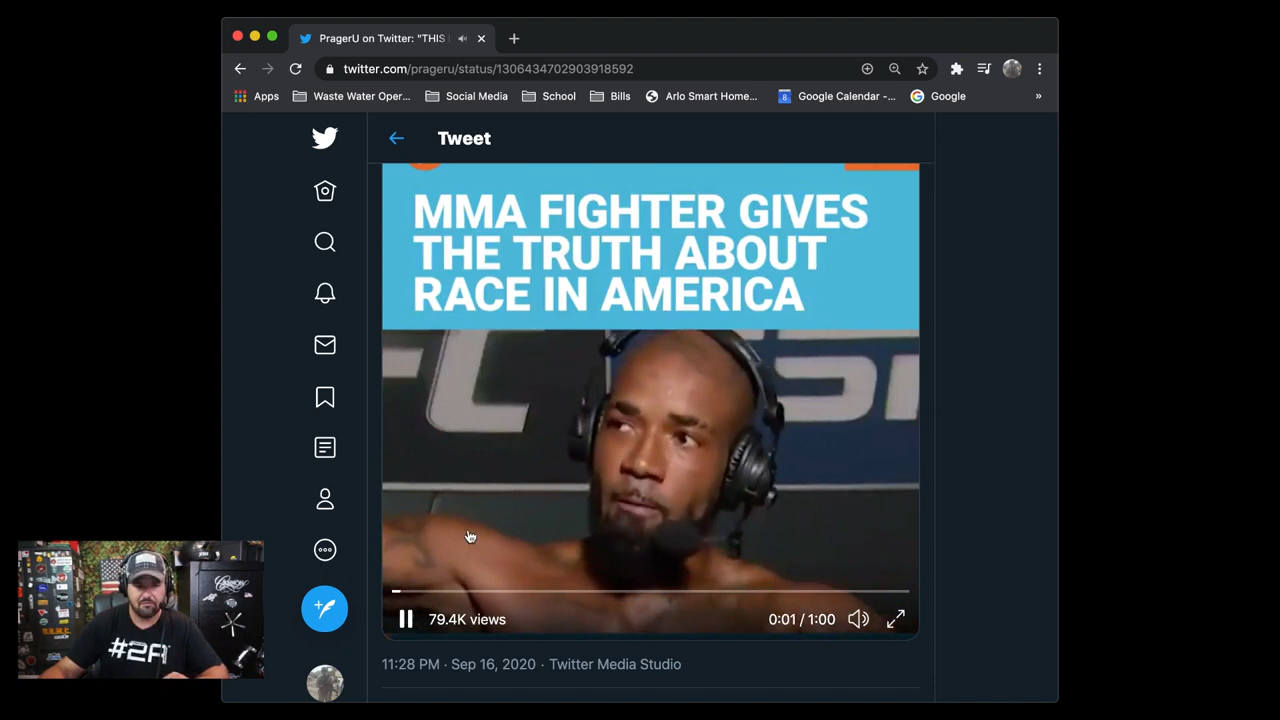 PragerU on Twitter: "THIS
twitter.com/prageru/status/1306434702903918592
Apps
Waste Water Oper...
Social Media
School
Bills
Arlo Smart Home...
8
Google Calendar -...
G
Google
»
Tweet
MMA FIGHTER GIVES
THE TRUTH ABOUT
RACE IN AMERICA
79.4K views
0:01 / 1:00
11:28 PM · Sep 16, 2020 · Twitter Media Studio
#2A